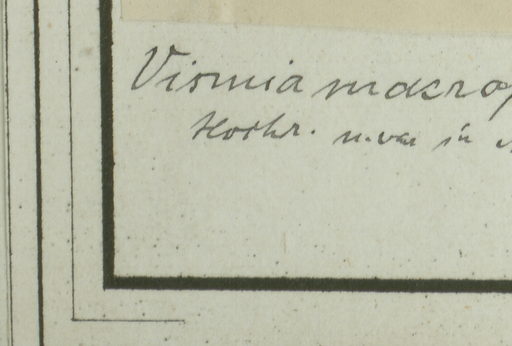 Vismia macrop
Hochr. n. var in